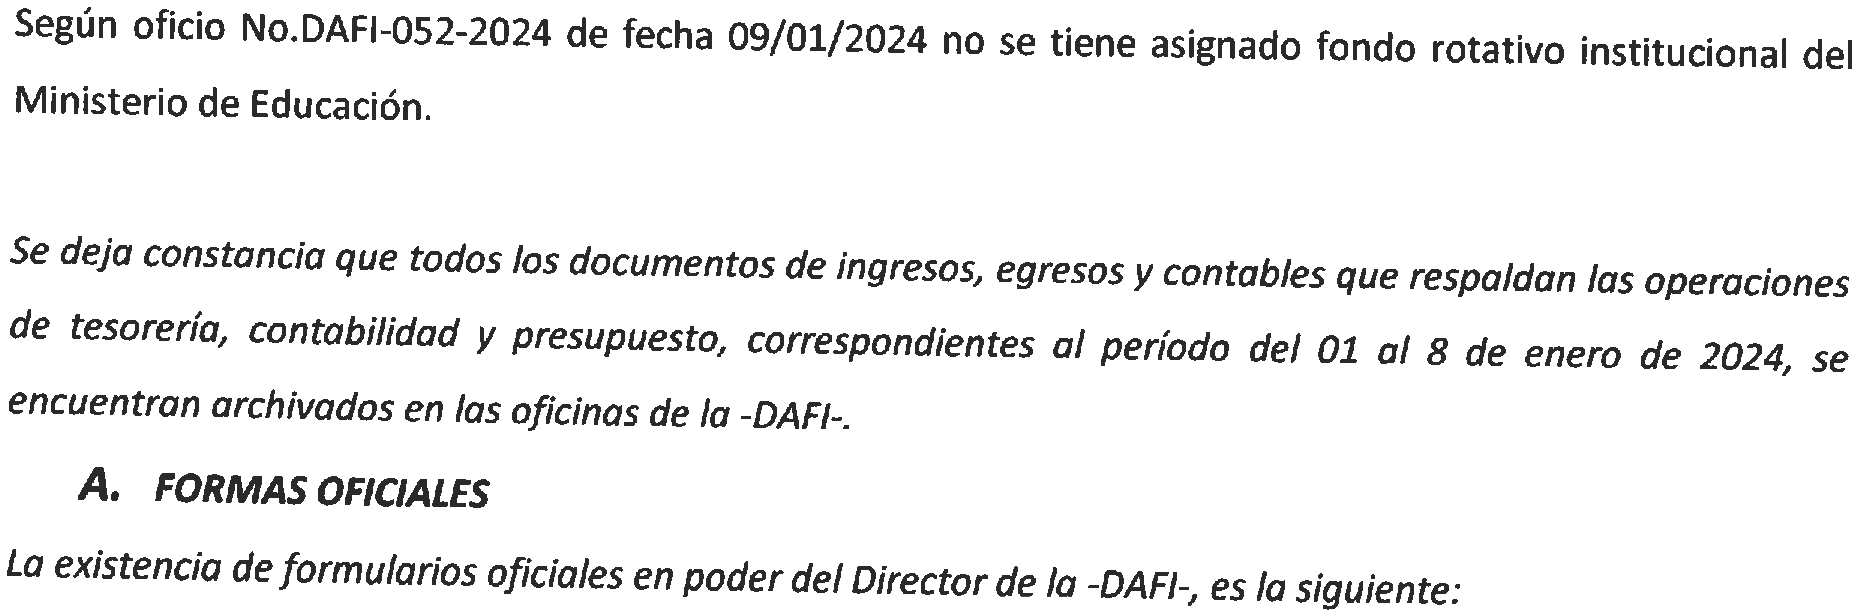 Según oficio No.DAFI-052-2024 de fecha 09/01/2024 no se tiene asignado fondo rotativo institucional del
Ministerio de Educación.
Se deja constancia que todos los documentos de ingresos, egresos y contables que respaldan las operaciones
de tesorería, contabilidad y presupuesto, correspondientes al período del 01 al 8 de enero de 2024, se
encuentran archivados en las oficinas de la -DAFI-.
A. FORMAS OFICIALES
La existencia de formularios oficiales en poder del Director de la -DAFI-, es la siguiente: